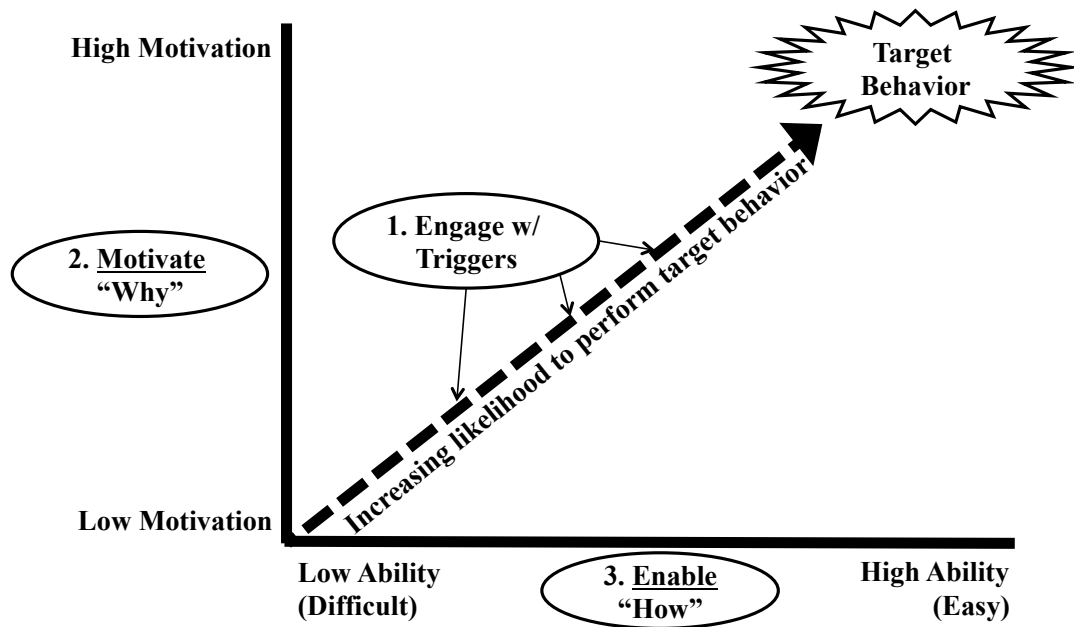 High Motivation
Target
Behavior
1. Engage w/
Triggers
2. Motivate
“Why”
Increasing likelihood to perform target behavior
Low Motivation
Low Ability
(Difficult)
3. Enable
“How”
High Ability
(Easy)